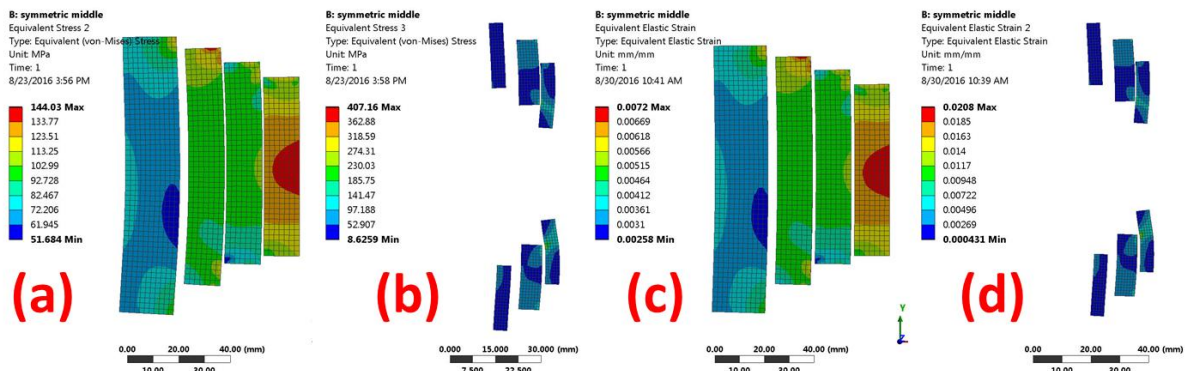 B: symmetric middle
Equivalent Stress 2
Type: Equivalent (von-Mises) Stress
Unit: MPa
Time: 1
8/23/2016 3:56 PM
144.03 Max
133.77
123.51
113.25
102.99
92.728
82.467
72.206
61.945
51.684 Min
(a)
0.00 20.00 40.00 (mm)
10.00 30.00
B: symmetric middle
Equivalent Stress 3
Type: Equivalent (von-Mises) Stress
Unit: MPa
Time: 1
8/23/2016 3:58 PM
407.16 Max
362.88
318.59
274.31
230.03
185.75
141.47
97.188
52.907
8.6259 Min
(b)
0.000 15.000 30.000 (mm)
7.500 22.500
B: symmetric middle
Equivalent Elastic Strain
Type: Equivalent Elastic Strain
Unit: mm/mm
Time: 1
8/30/2016 10:41 AM
0.0072 Max
0.00669
0.00618
0.00566
0.00515
0.00464
0.00412
0.00361
0.0031
0.00258 Min
(c)
Y
Z
0.00 20.00 40.00 (mm)
10.00 30.00
B: symmetric middle
Equivalent Elastic Strain 2
Type: Equivalent Elastic Strain
Unit: mm/mm
Time: 1
8/30/2016 10:39 AM
0.0208 Max
0.0185
0.0163
0.014
0.0117
0.00948
0.00722
0.00496
0.00269
0.000431 Min
(d)
0.00 20.00 40.00 (mm)
10.00 30.00